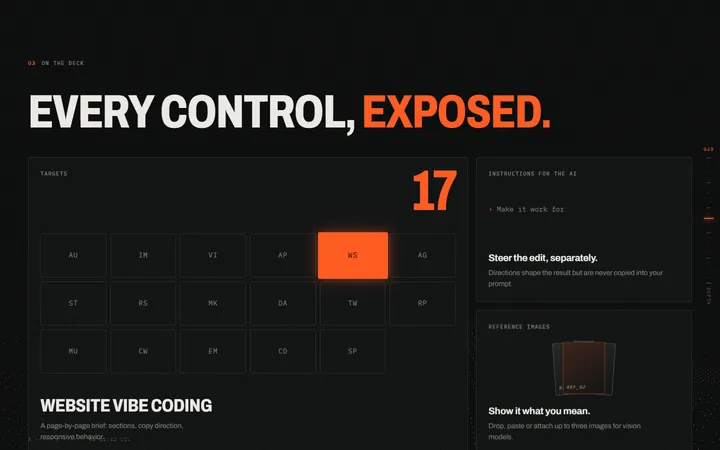 03 ON THE DECK
EVERY CONTROL, EXPOSED.
TARGETS
17
AU IM VI AP WS AG
ST RS MK DA TW RP
MU CW EM CD SP
WEBSITE VIBE CODING
A page-by-page brief: sections, copy direction,
responsive behavior.
INSTRUCTIONS FOR THE AI
› Make it work for
Steer the edit, separately.
Directions shape the result but are never copied into your
prompt.
REFERENCE IMAGES
REF_02
Show it what you mean.
Drop, paste or attach up to three images for vision
models.
049
DEPTH